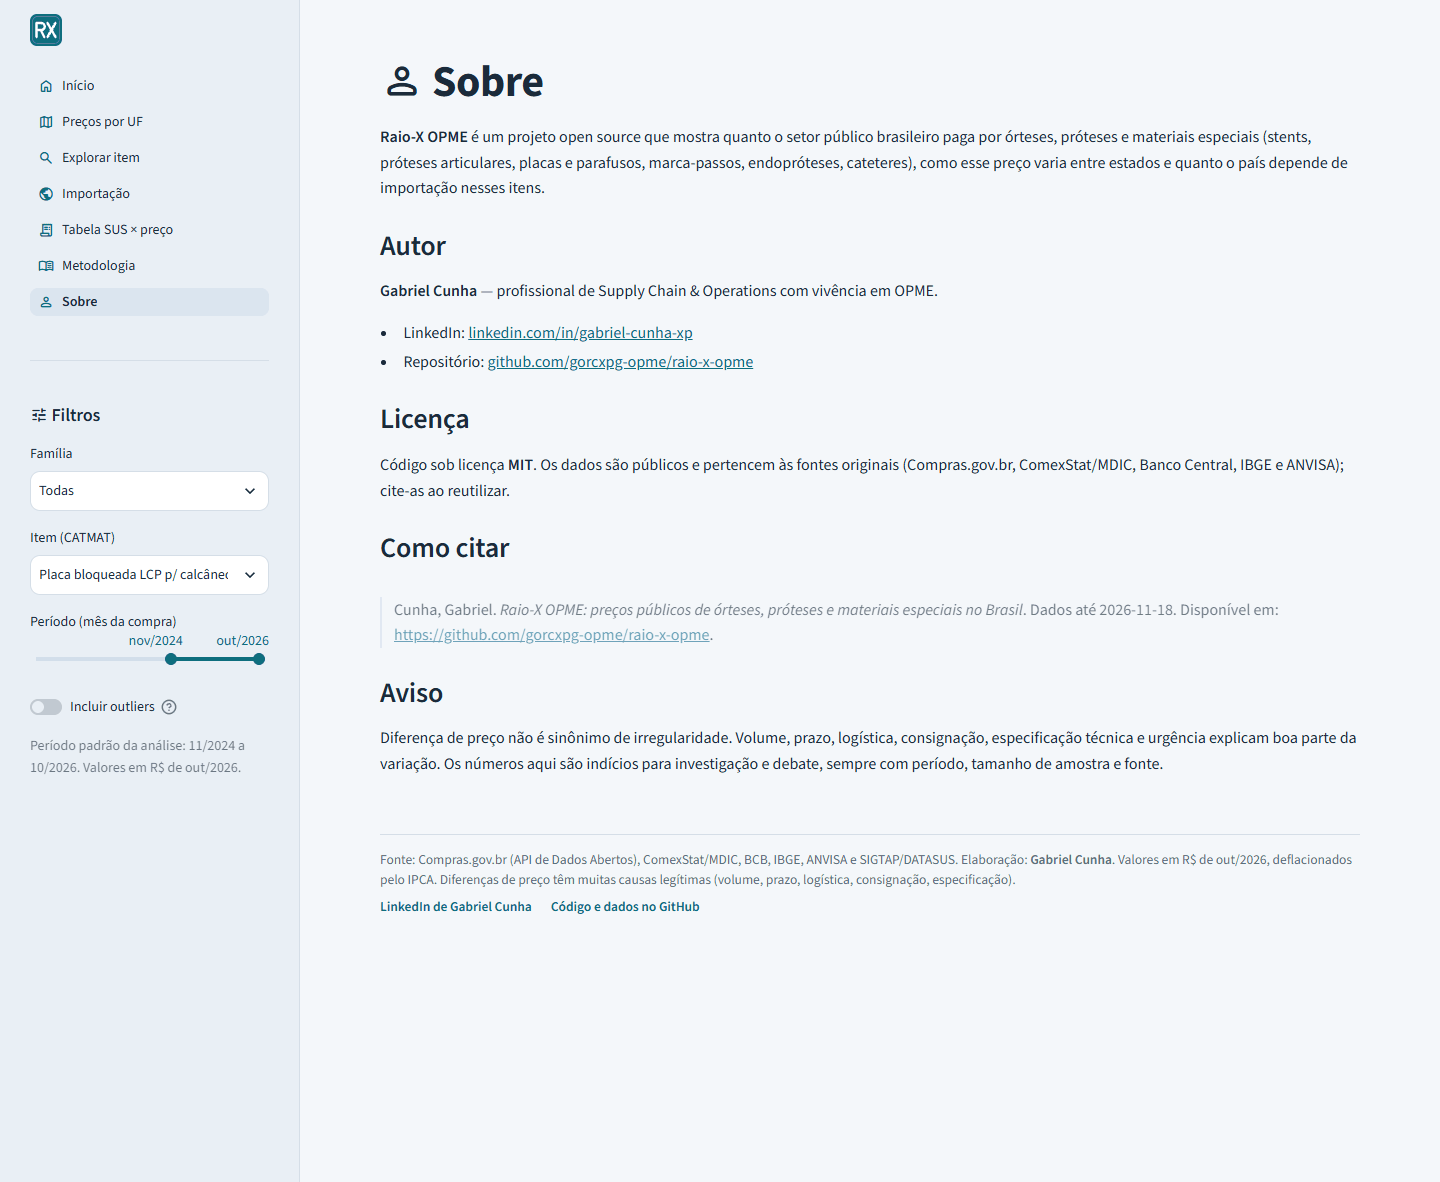 RX
Início
Preços por UF
Explorar item
Importação
Tabela SUS × preço
Metodologia
Sobre
Filtros
Família
Todas
Item (CATMAT)
Placa bloqueada LCP p/ calcâneo
Período (mês da compra)
nov/2024 out/2026
Incluir outliers
Período padrão da análise: 11/2024 a
10/2026. Valores em R$ de out/2026.
Sobre
Raio-X OPME é um projeto open source que mostra quanto o setor público brasileiro paga por órteses, próteses e materiais especiais (stents,
próteses articulares, placas e parafusos, marca-passos, endopróteses, cateteres), como esse preço varia entre estados e quanto o país depende de
importação nesses itens.
Autor
Gabriel Cunha — profissional de Supply Chain & Operations com vivência em OPME.
• LinkedIn: linkedin.com/in/gabriel-cunha-xp
• Repositório: github.com/gorcxpg-opme/raio-x-opme
Licença
Código sob licença MIT. Os dados são públicos e pertencem às fontes originais (Compras.gov.br, ComexStat/MDIC, Banco Central, IBGE e ANVISA);
cite-as ao reutilizar.
Como citar
Cunha, Gabriel. Raio-X OPME: preços públicos de órteses, próteses e materiais especiais no Brasil. Dados até 2026-11-18. Disponível em:
https://github.com/gorcxpg-opme/raio-x-opme.
Aviso
Diferença de preço não é sinônimo de irregularidade. Volume, prazo, logística, consignação, especificação técnica e urgência explicam boa parte da
variação. Os números aqui são indícios para investigação e debate, sempre com período, tamanho de amostra e fonte.
Fonte: Compras.gov.br (API de Dados Abertos), ComexStat/MDIC, BCB, IBGE, ANVISA e SIGTAP/DATASUS. Elaboração: Gabriel Cunha. Valores em R$ de out/2026, deflacionados
pelo IPCA. Diferenças de preço têm muitas causas legítimas (volume, prazo, logística, consignação, especificação).
LinkedIn de Gabriel Cunha Código e dados no GitHub